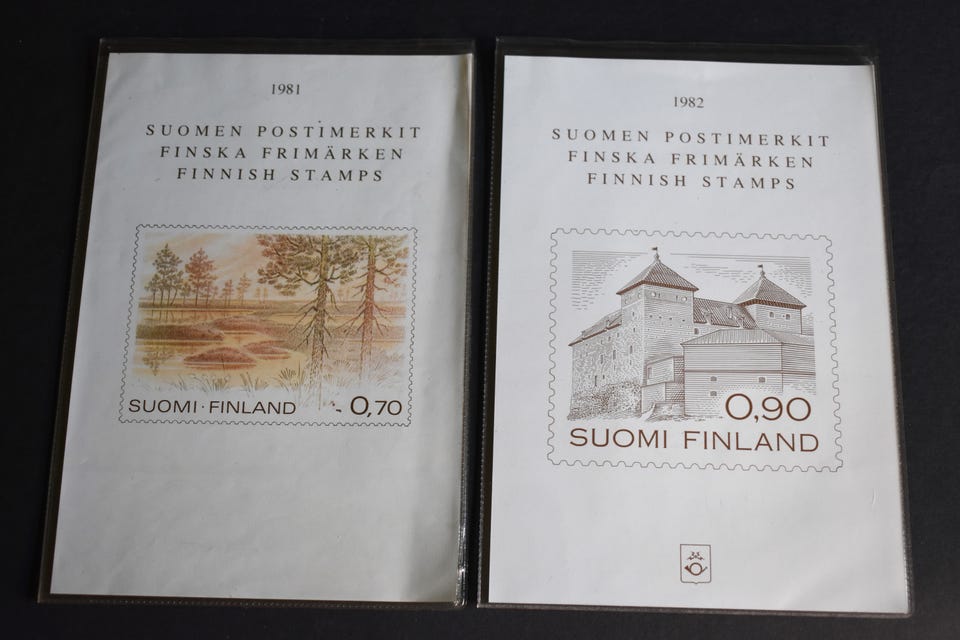 1981
SUOMEN POSTIMERKIT
FINSKA FRIMÄRKEN
FINNISH STAMPS
SUOMI · FINLAND - 0,70
1982
SUOMEN POSTIMERKIT
FINSKA FRIMÄRKEN
FINNISH STAMPS
0,90
SUOMI FINLAND